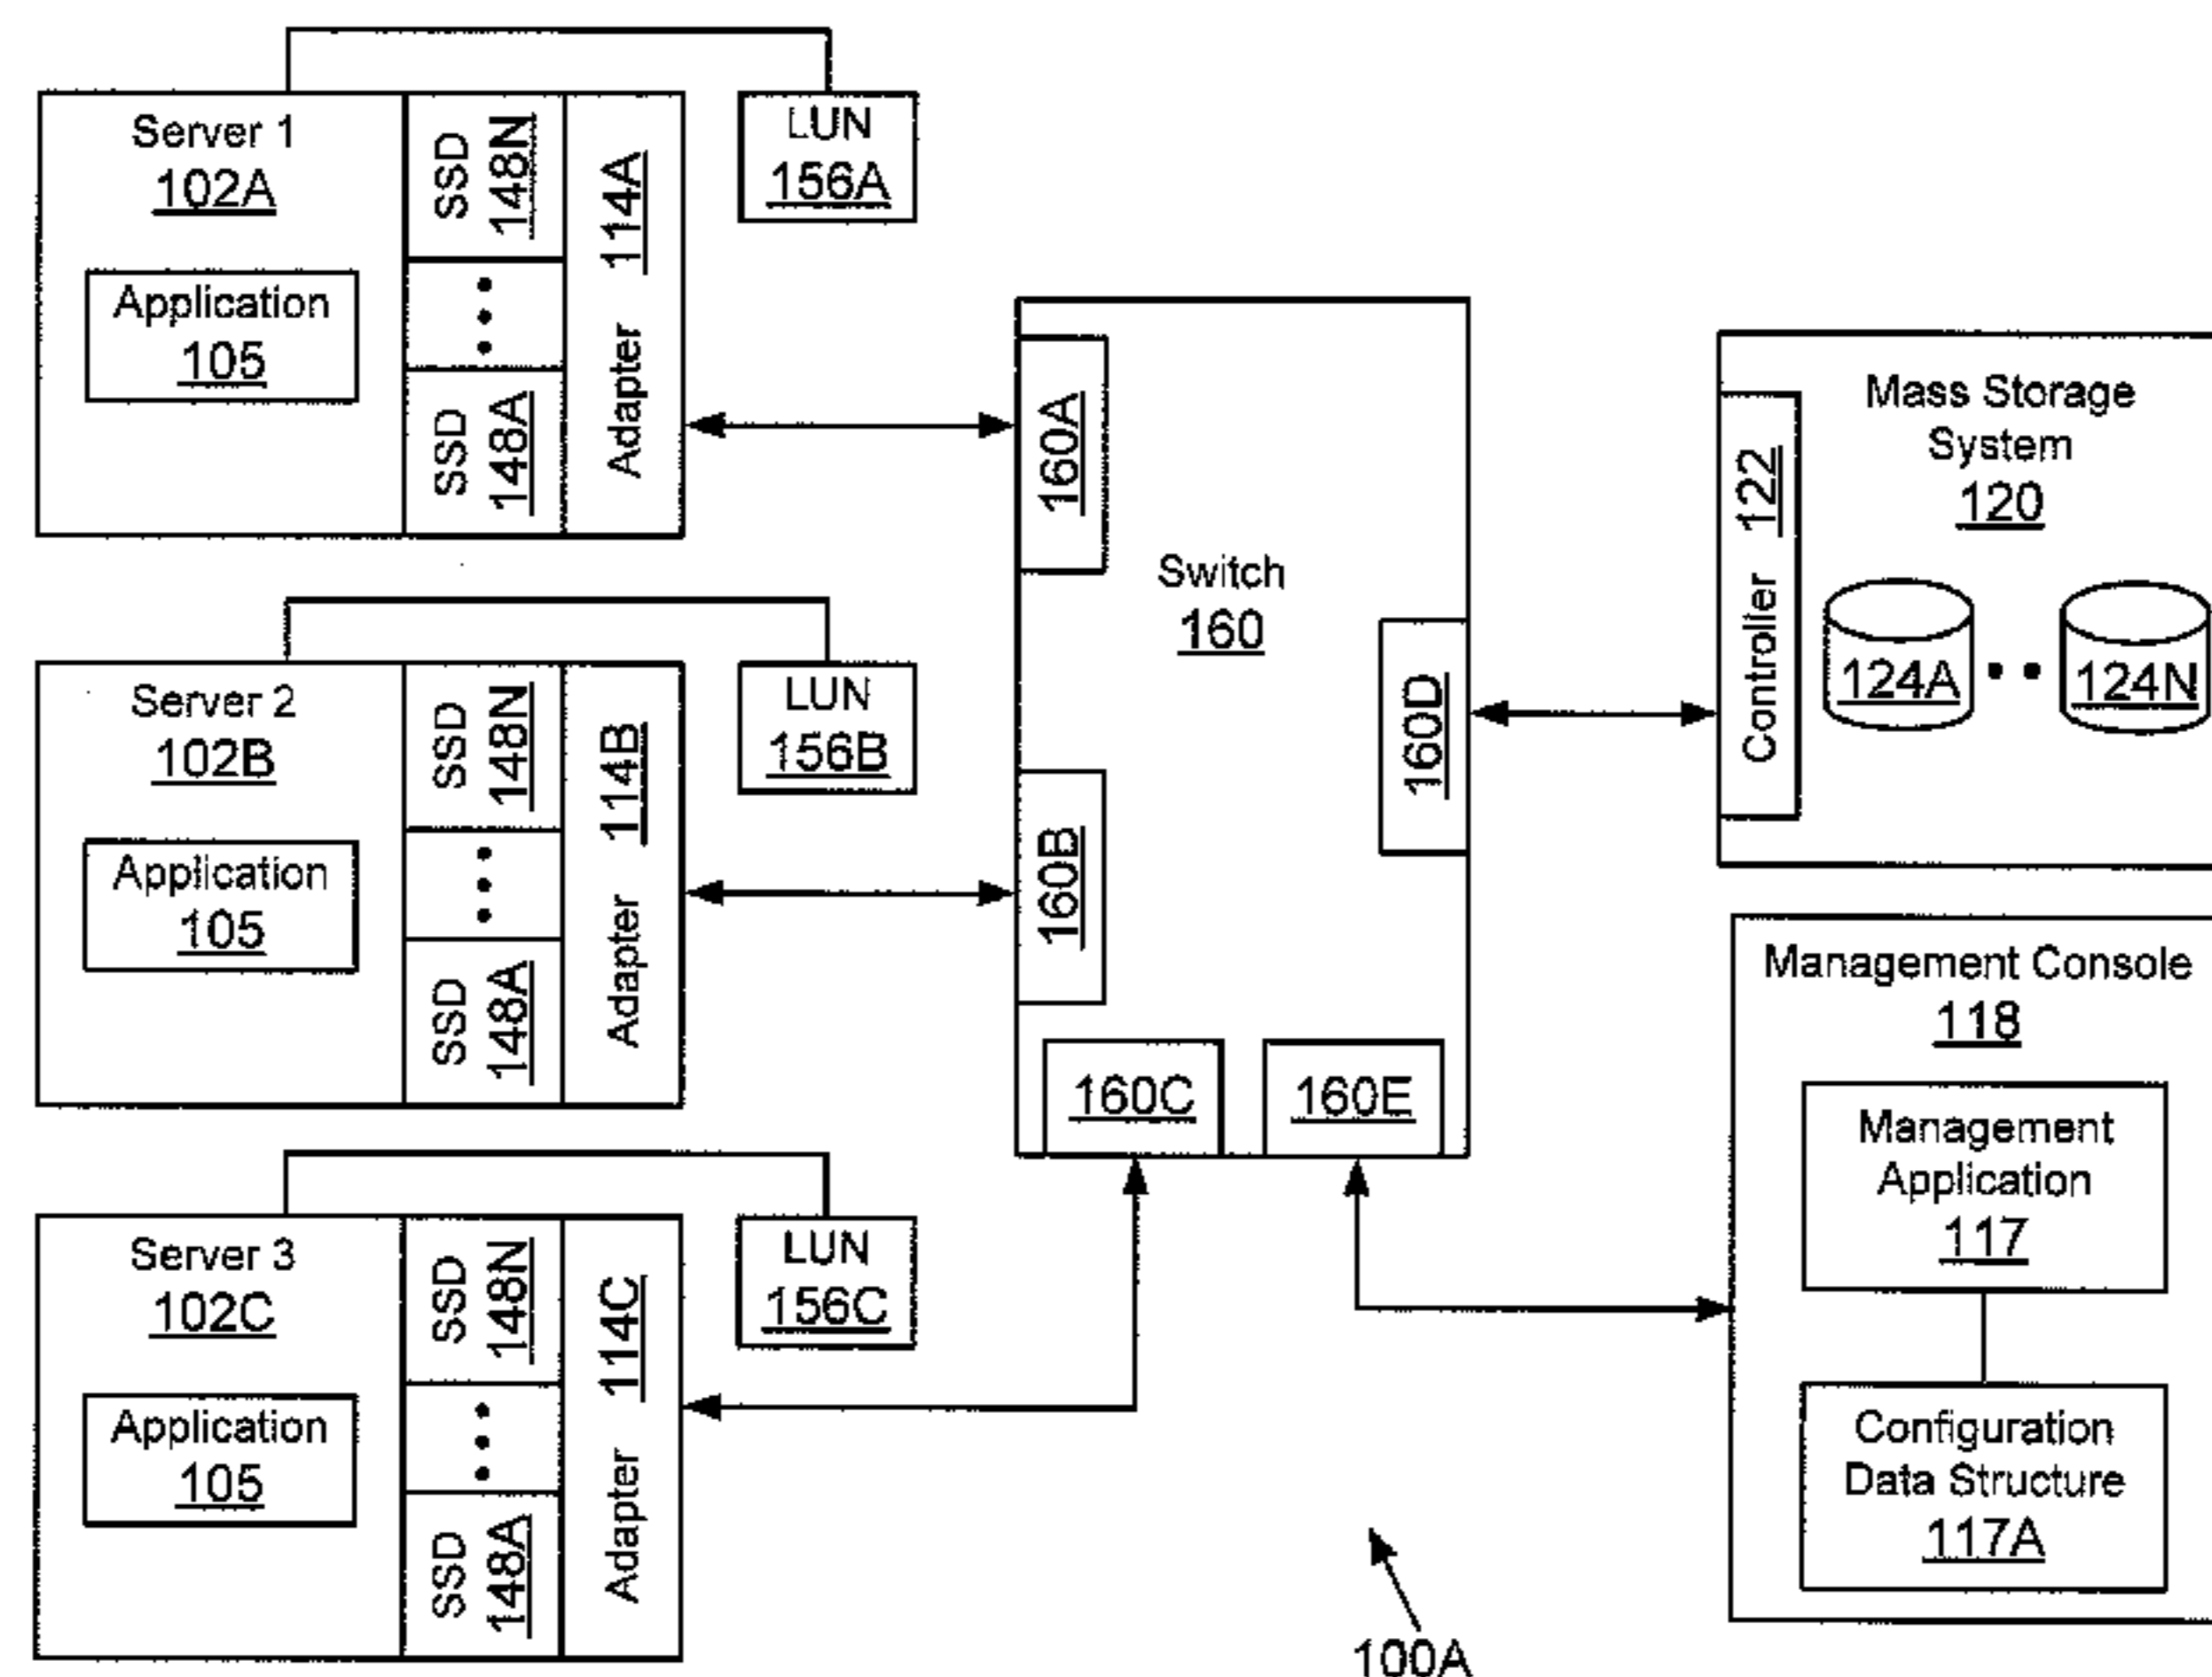 Server 1
102A
Application
105
SSD
148N
SSD
148A
Adapter 114A
LUN
156A
Server 2
102B
Application
105
SSD
148N
SSD
148A
Adapter 114B
LUN
156B
Server 3
102C
Application
105
SSD
148N
SSD
148A
Adapter 114C
LUN
156C
Switch
160
160A
160B
160C
160E
160D
Mass Storage
System
120
Controller 122
124A
124N
Management Console
118
Management
Application
117
Configuration
Data Structure
117A
100A